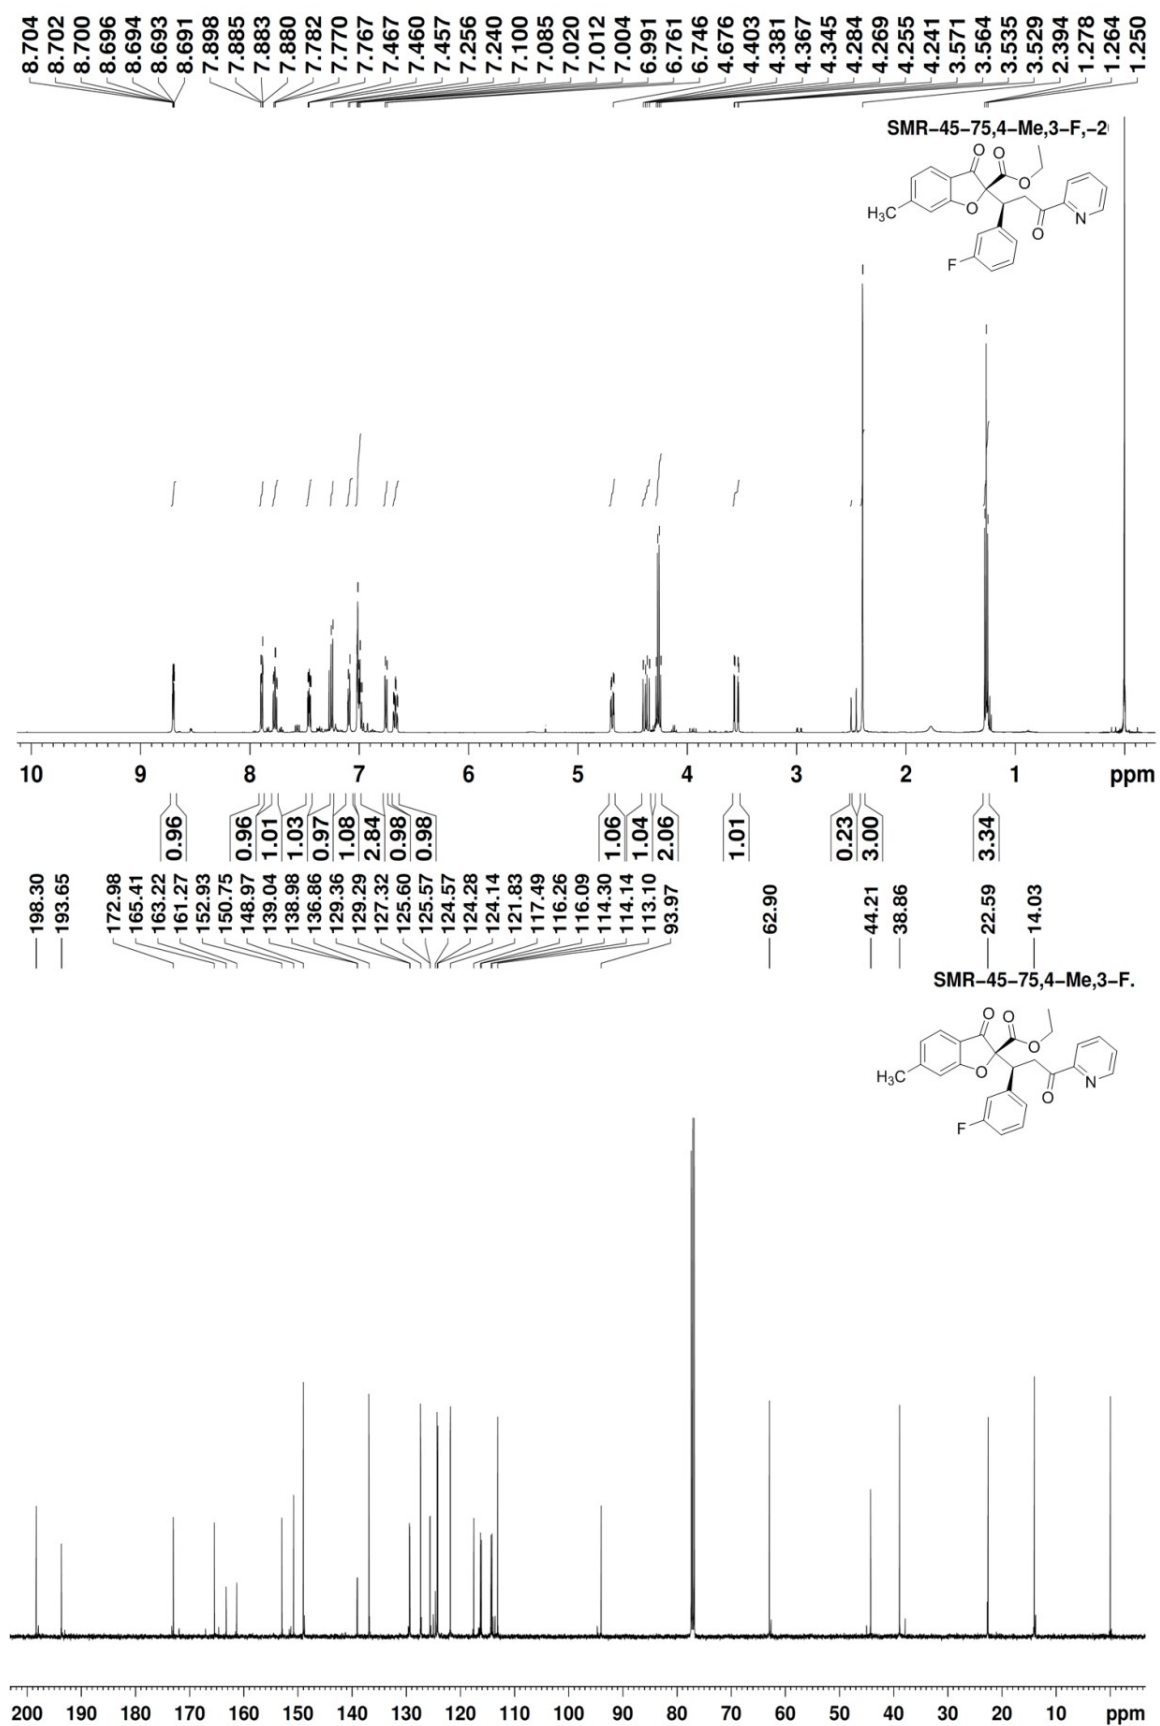 8.704 8.702 8.700 8.696 8.694 8.693 8.691 7.898 7.885 7.883 7.880 7.782 7.770 7.767 7.467 7.460 7.457 7.256 7.240 7.100 7.085 7.020 7.012 7.004 6.991 6.761 6.746 4.676 4.403 4.381 4.367 4.345 4.284 4.269 4.255 4.241 3.571 3.564 3.535 3.529 2.394 1.278 1.264 1.250
SMR–45–75,4–Me,3–F,–2
O O
O
H₃C O N
O
F
10 9 8 7 6 5 4 3 2 1 ppm
0.96 0.96 1.01 1.03 0.97 1.08 2.84 0.98 0.98 1.06 1.04 2.06 1.01 0.23 3.00 3.34
198.30 193.65 172.98 165.41 163.22 161.27 152.93 150.75 148.97 139.04 138.98 136.86 129.36 129.29 127.32 125.60 125.57 124.57 124.28 124.14 121.83 117.49 116.26 116.09 114.30 114.14 113.10 93.97 62.90 44.21 38.86 22.59 14.03
SMR–45–75,4–Me,3–F.
O O
O
H₃C O N
O
F
200 190 180 170 160 150 140 130 120 110 100 90 80 70 60 50 40 30 20 10 ppm